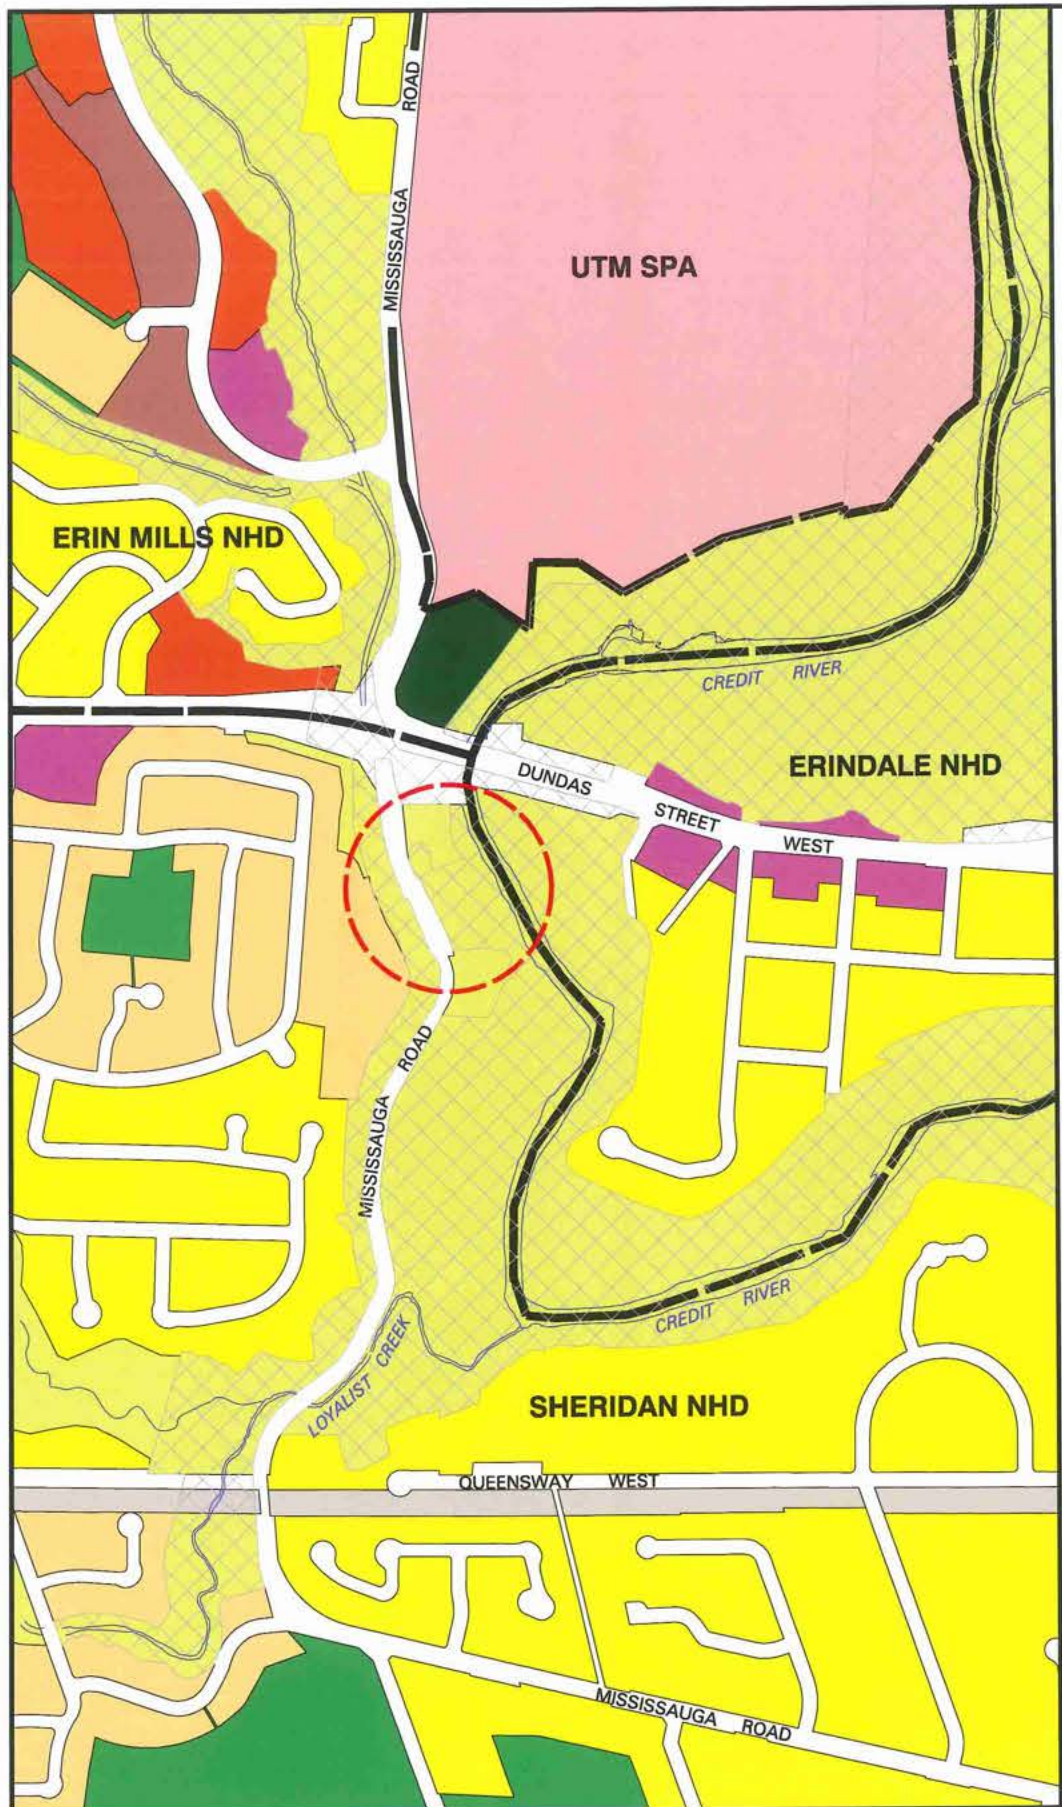 ROAD
MISSISSAUGA
UTM SPA
ERIN MILLS NHD
CREDIT RIVER
ERINDALE NHD
DUNDAS
STREET
WEST
MISSISSAUGA ROAD
CREDIT RIVER
LOYALIST CREEK
SHERIDAN NHD
QUEENSWAY WEST
MISSISSAUGA ROAD